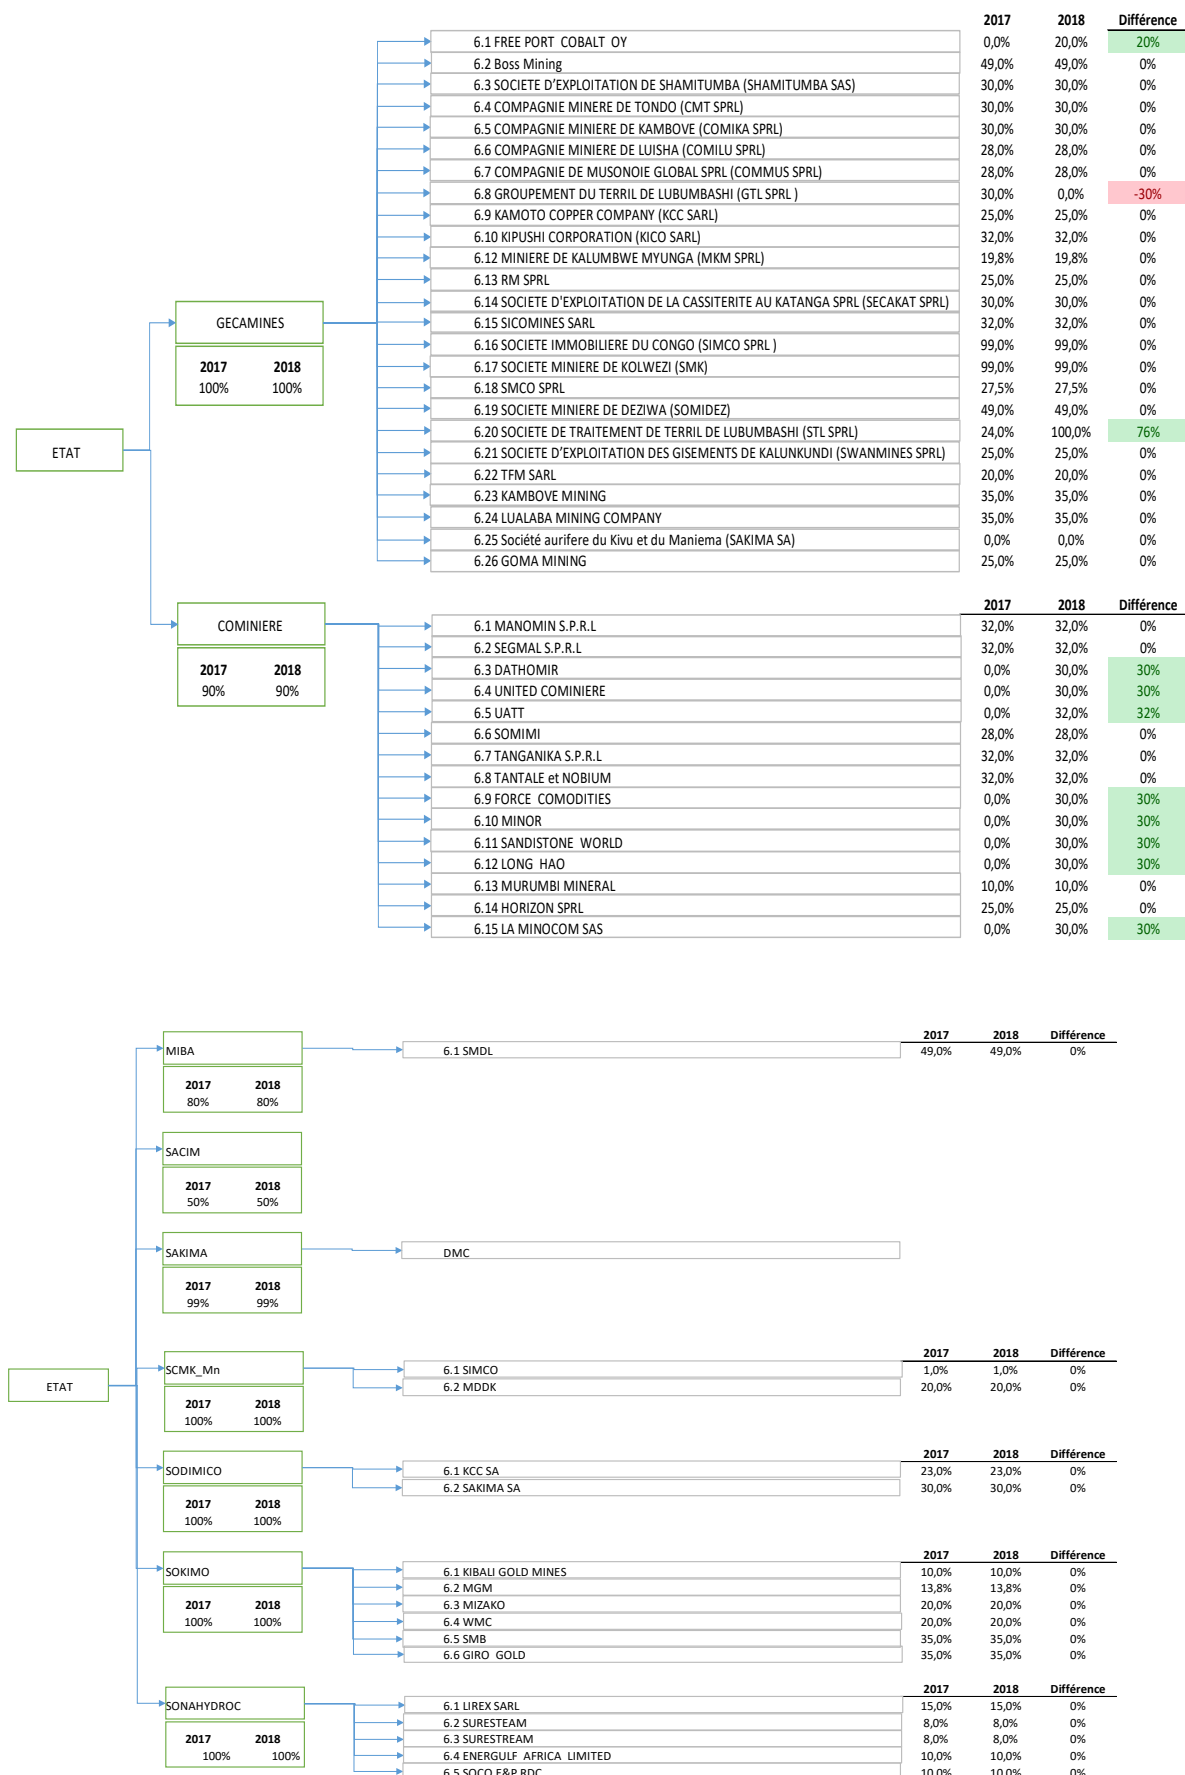 2017 2018 Différence
6.1 FREE PORT COBALT OY 0,0% 20,0% 20%
6.2 Boss Mining 49,0% 49,0% 0%
6.3 SOCIETE D'EXPLOITATION DE SHAMITUMBA (SHAMITUMBA SAS) 30,0% 30,0% 0%
6.4 COMPAGNIE MINERE DE TONDO (CMT SPRL) 30,0% 30,0% 0%
6.5 COMPAGNIE MINIERE DE KAMBOVE (COMIKA SPRL) 30,0% 30,0% 0%
6.6 COMPAGNIE MINIERE DE LUISHA (COMILU SPRL) 28,0% 28,0% 0%
6.7 COMPAGNIE DE MUSONOIE GLOBAL SPRL (COMMUS SPRL) 28,0% 28,0% 0%
6.8 GROUPEMENT DU TERRIL DE LUBUMBASHI (GTL SPRL ) 30,0% 0,0% -30%
6.9 KAMOTO COPPER COMPANY (KCC SARL) 25,0% 25,0% 0%
6.10 KIPUSHI CORPORATION (KICO SARL) 32,0% 32,0% 0%
6.12 MINIERE DE KALUMBWE MYUNGA (MKM SPRL) 19,8% 19,8% 0%
6.13 RM SPRL 25,0% 25,0% 0%
6.14 SOCIETE D'EXPLOITATION DE LA CASSITERITE AU KATANGA SPRL (SECAKAT SPRL) 30,0% 30,0% 0%
GECAMINES
6.15 SICOMINES SARL 32,0% 32,0% 0%
6.16 SOCIETE IMMOBILIERE DU CONGO (SIMCO SPRL ) 99,0% 99,0% 0%
2017 2018
6.17 SOCIETE MINIERE DE KOLWEZI (SMK) 99,0% 99,0% 0%
100% 100%
6.18 SMCO SPRL 27,5% 27,5% 0%
6.19 SOCIETE MINIERE DE DEZIWA (SOMIDEZ) 49,0% 49,0% 0%
6.20 SOCIETE DE TRAITEMENT DE TERRIL DE LUBUMBASHI (STL SPRL) 24,0% 100,0% 76%
ETAT
6.21 SOCIETE D'EXPLOITATION DES GISEMENTS DE KALUNKUNDI (SWANMINES SPRL) 25,0% 25,0% 0%
6.22 TFM SARL 20,0% 20,0% 0%
6.23 KAMBOVE MINING 35,0% 35,0% 0%
6.24 LUALABA MINING COMPANY 35,0% 35,0% 0%
6.25 Société aurifere du Kivu et du Maniema (SAKIMA SA) 0,0% 0,0% 0%
6.26 GOMA MINING 25,0% 25,0% 0%
2017 2018 Différence
COMINIERE
6.1 MANOMIN S.P.R.L 32,0% 32,0% 0%
6.2 SEGMAL S.P.R.L 32,0% 32,0% 0%
2017 2018
6.3 DATHOMIR 0,0% 30,0% 30%
90% 90%
6.4 UNITED COMINIERE 0,0% 30,0% 30%
6.5 UATT 0,0% 32,0% 32%
6.6 SOMIMI 28,0% 28,0% 0%
6.7 TANGANIKA S.P.R.L 32,0% 32,0% 0%
6.8 TANTALE et NOBIUM 32,0% 32,0% 0%
6.9 FORCE COMODITIES 0,0% 30,0% 30%
6.10 MINOR 0,0% 30,0% 30%
6.11 SANDISTONE WORLD 0,0% 30,0% 30%
6.12 LONG HAO 0,0% 30,0% 30%
6.13 MURUMBI MINERAL 10,0% 10,0% 0%
6.14 HORIZON SPRL 25,0% 25,0% 0%
6.15 LA MINOCOM SAS 0,0% 30,0% 30%
2017 2018 Différence
MIBA 6.1 SMDL 49,0% 49,0% 0%
2017 2018
80% 80%
SACIM
2017 2018
50% 50%
SAKIMA DMC
2017 2018
99% 99%
2017 2018 Différence
SCMK_Mn 6.1 SIMCO 1,0% 1,0% 0%
ETAT
6.2 MDDK 20,0% 20,0% 0%
2017 2018
100% 100%
2017 2018 Différence
SODIMICO 6.1 KCC SA 23,0% 23,0% 0%
6.2 SAKIMA SA 30,0% 30,0% 0%
2017 2018
100% 100%
2017 2018 Différence
SOKIMO 6.1 KIBALI GOLD MINES 10,0% 10,0% 0%
6.2 MGM 13,8% 13,8% 0%
2017 2018
6.3 MIZAKO 20,0% 20,0% 0%
100% 100%
6.4 WMC 20,0% 20,0% 0%
6.5 SMB 35,0% 35,0% 0%
6.6 GIRO GOLD 35,0% 35,0% 0%
2017 2018 Différence
SONAHYDROC 6.1 LIREX SARL 15,0% 15,0% 0%
6.2 SURESTEAM 8,0% 8,0% 0%
2017 2018
6.3 SURESTREAM 8,0% 8,0% 0%
100% 100%
6.4 ENERGULF AFRICA LIMITED 10,0% 10,0% 0%
6.5 SOCO E&P RDC 10,0% 10,0% 0%